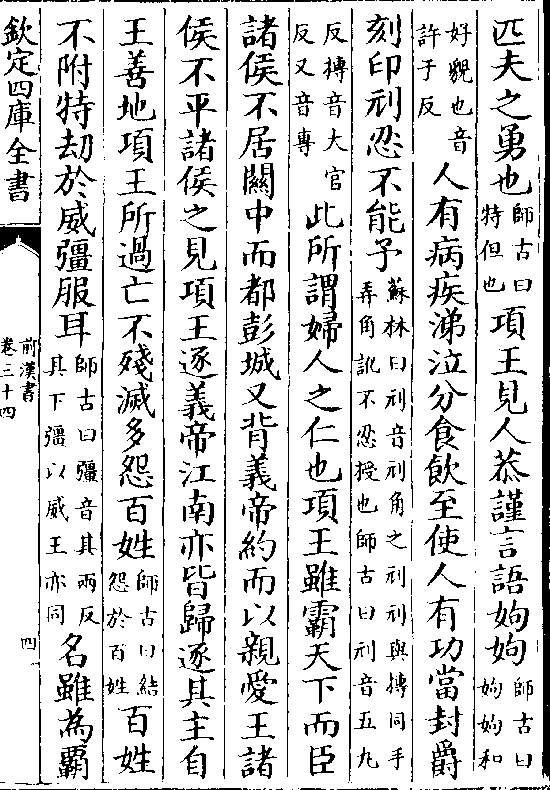 匹夫之勇也師古曰特但也項王見人恭謹言語姁姁師古曰姁姁和
好貌也音許于反人有病疾涕泣分食飲至使人有功當封爵
刻印刓忍不能予蘇林曰刓音刓角之刓刓與摶同手弄角訛不忍授也師古曰刓音五九
反摶音大官反又音專此所謂婦人之仁也項王雖霸天下而臣
諸侯不居關中而都彭城又背義帝約而以親愛王諸
侯不平諸侯之見項王逐義帝江南亦皆歸逐其主自
王善地項王所過亡不殘滅多怨百姓師古曰結怨於百姓百姓
不附特劫於威彊服耳師古曰彊音其兩反其下彊以威王亦同名雖為霸
欽定四庫全書
前漢書
卷三十四
四